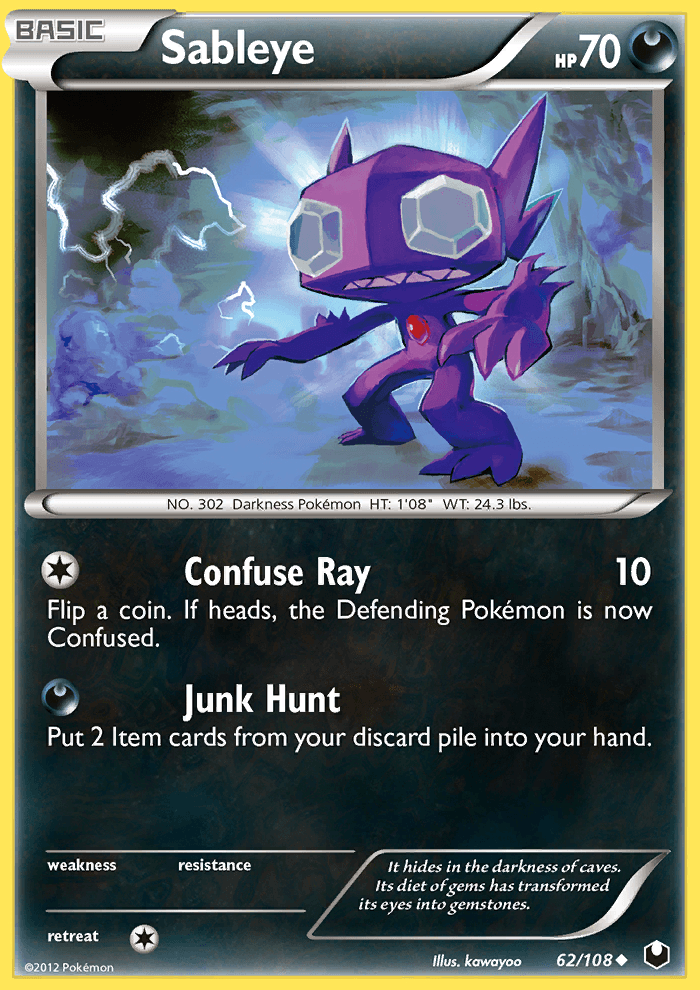 BASIC Sableye HP 70
NO. 302 Darkness Pokémon HT: 1'08" WT: 24.3 lbs.
Confuse Ray 10
Flip a coin. If heads, the Defending Pokémon is now
Confused.
Junk Hunt
Put 2 Item cards from your discard pile into your hand.
weakness resistance
It hides in the darkness of caves.
Its diet of gems has transformed
its eyes into gemstones.
retreat
©2012 Pokémon Illus. kawayoo 62/108